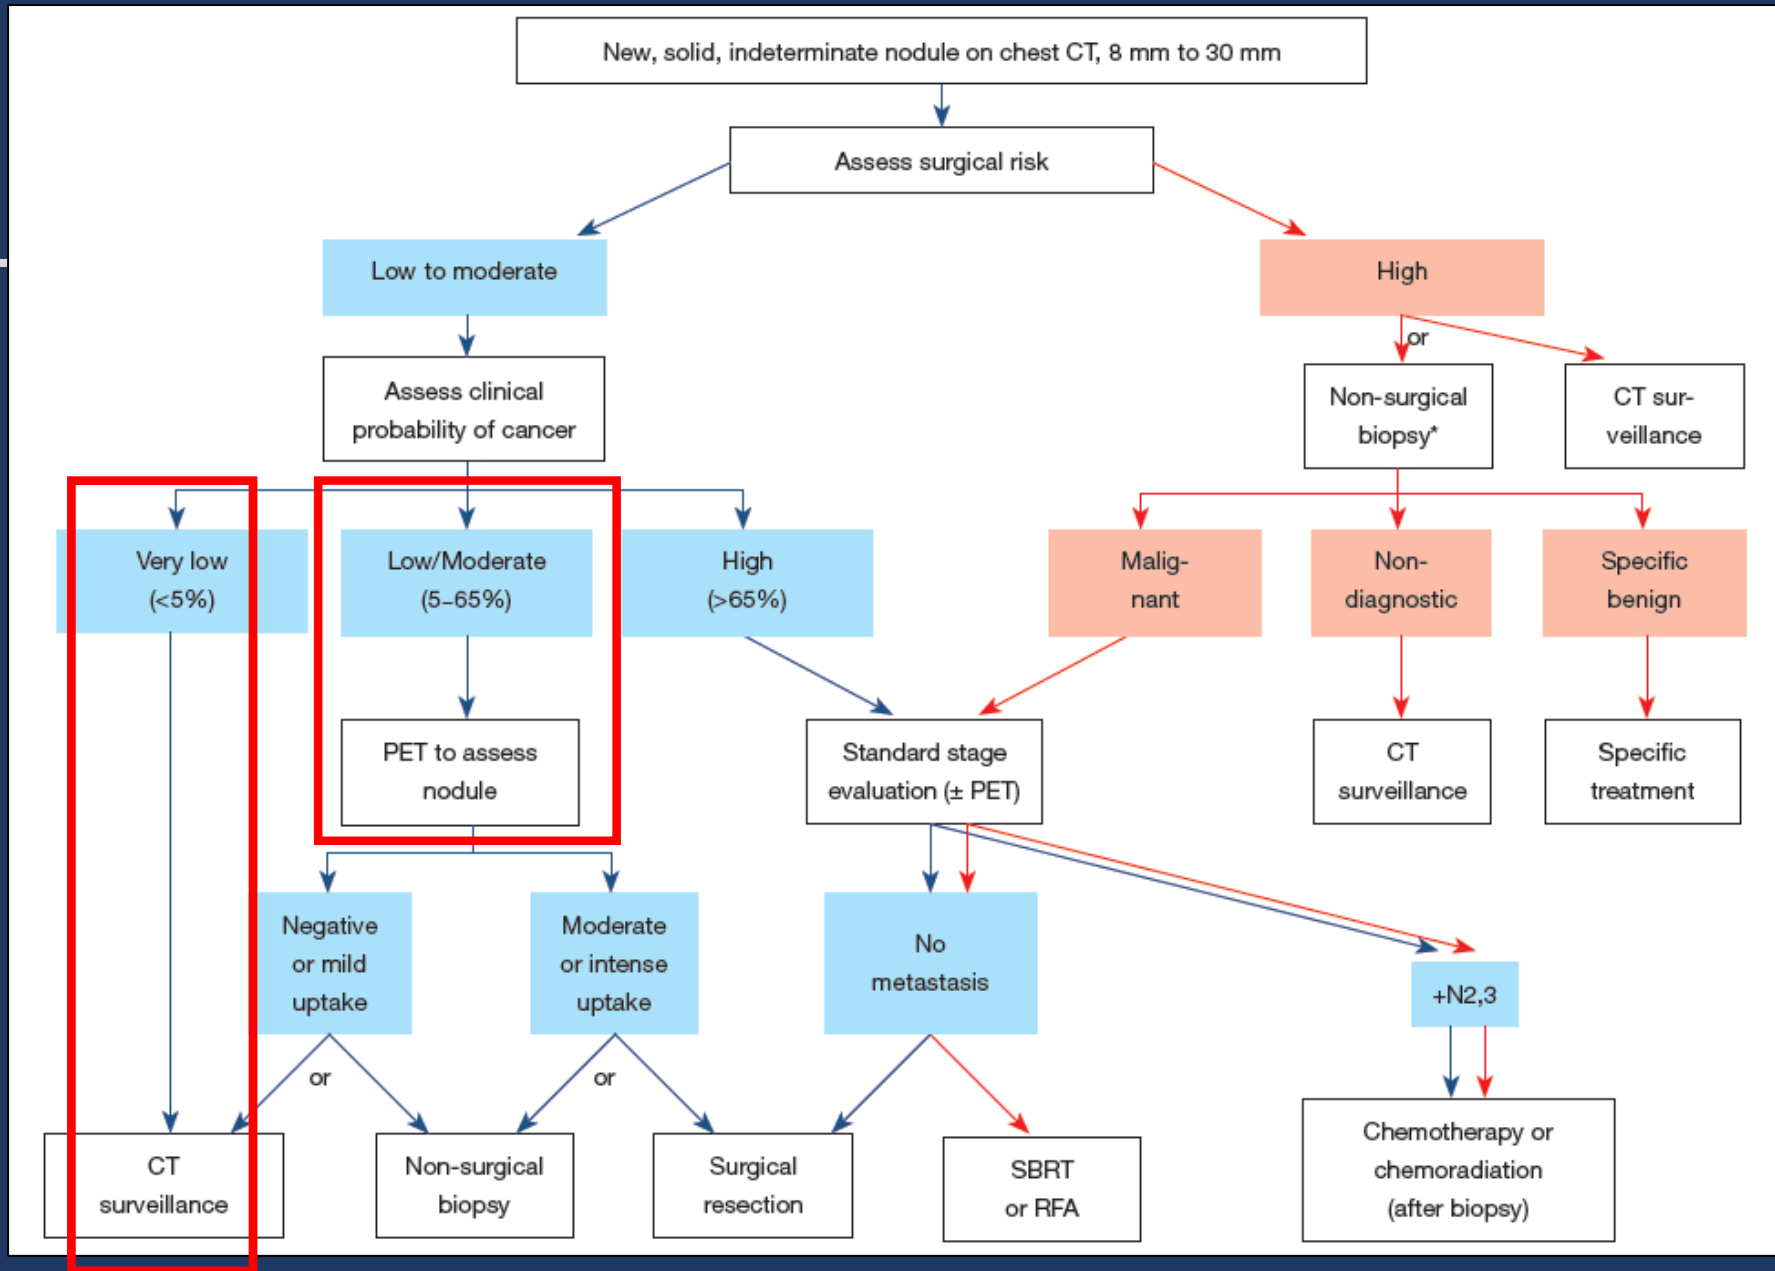 New, solid, indeterminate nodule on chest CT, 8 mm to 30 mm
Assess surgical risk
Low to moderate
High
or
Assess clinical
probability of cancer
Non-surgical
biopsy*
CT sur-
veillance
Very low
(<5%)
Low/Moderate
(5–65%)
High
(>65%)
Malig-
nant
Non-
diagnostic
Specific
benign
PET to assess
nodule
Standard stage
evaluation (± PET)
CT
surveillance
Specific
treatment
Negative
or mild
uptake
Moderate
or intense
uptake
No
metastasis
+N2,3
or
or
CT
surveillance
Non-surgical
biopsy
Surgical
resection
SBRT
or RFA
Chemotherapy or
chemoradiation
(after biopsy)